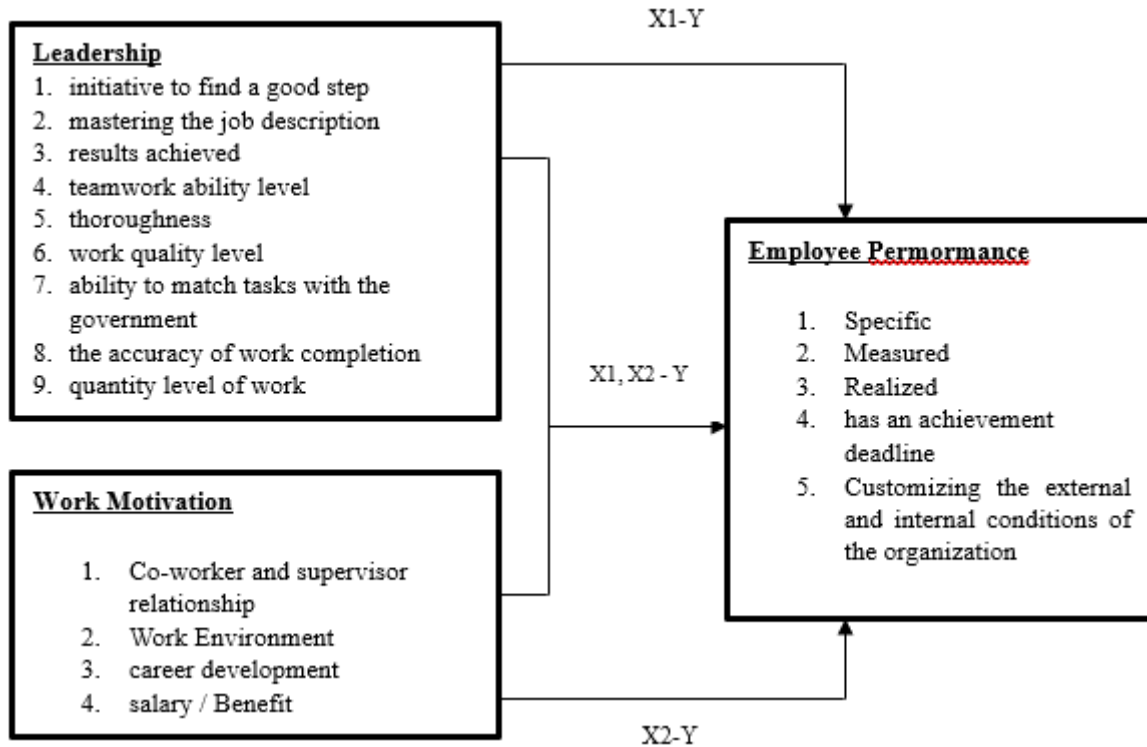 X1-Y
Leadership
1. initiative to find a good step
2. mastering the job description
3. results achieved
4. teamwork ability level
5. thoroughness
6. work quality level
7. ability to match tasks with the
government
8. the accuracy of work completion
9. quantity level of work
X1, X2 - Y
Employee Permormance
1. Specific
2. Measured
3. Realized
4. has an achievement
deadline
5. Customizing the external
and internal conditions of
the organization
Work Motivation
1. Co-worker and supervisor
relationship
2. Work Environment
3. career development
4. salary / Benefit
X2-Y